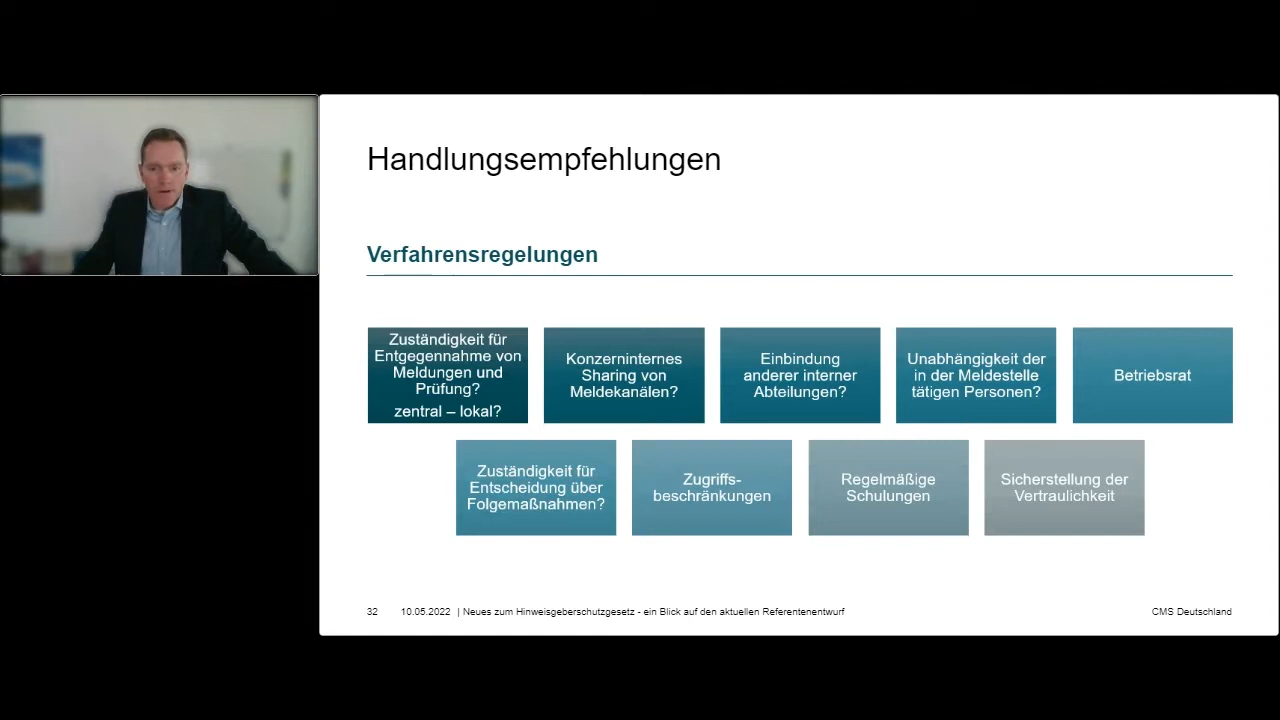 Handlungsempfehlungen
Verfahrensregelungen
Zuständigkeit für
Entgegennahme von
Meldungen und
Prüfung?
zentral – lokal?
Konzerninternes
Sharing von
Meldekanälen?
Einbindung
anderer interner
Abteilungen?
Unabhängigkeit der
in der Meldestelle
tätigen Personen?
Betriebsrat
Zuständigkeit für
Entscheidung über
Folgemaßnahmen?
Zugriffs-
beschränkungen
Regelmäßige
Schulungen
Sicherstellung der
Vertraulichkeit
32 10.05.2022 | Neues zum Hinweisgeberschutzgesetz - ein Blick auf den aktuellen Referentenentwurf CMS Deutschland